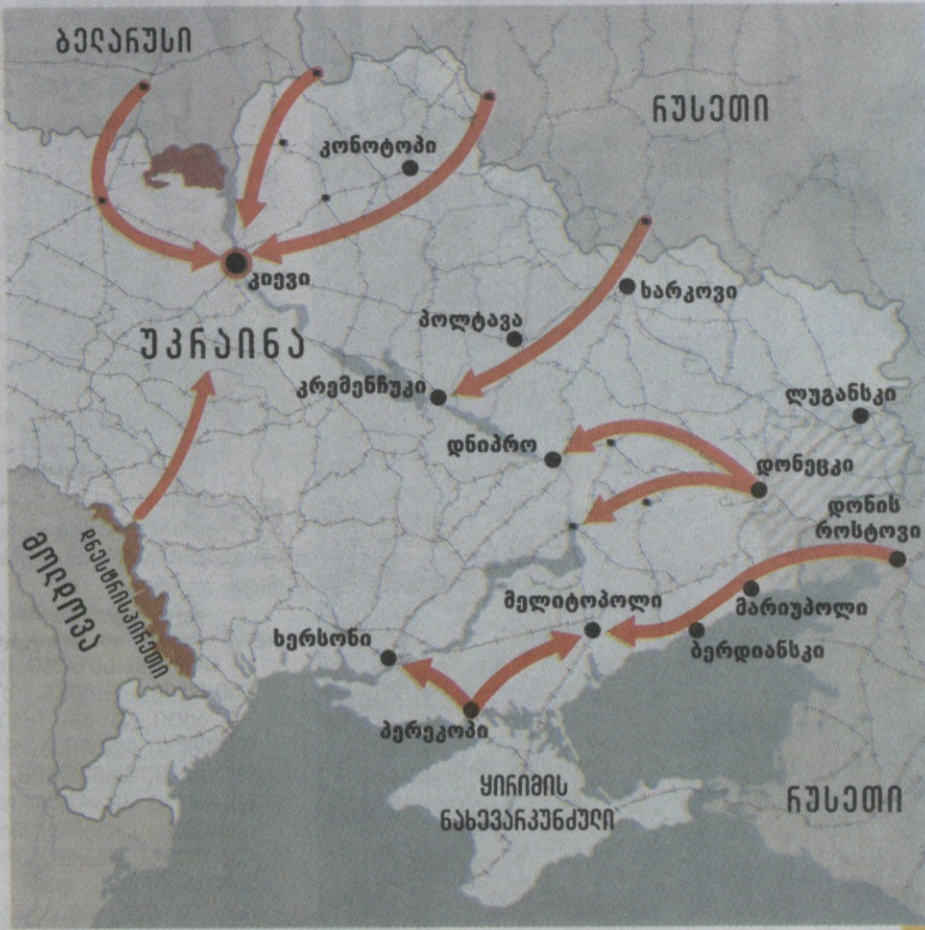 ბელარუსი
რუსეთი
კონოტოპი
კიევი
ხარკოვი
პოლტავა
უკრაინა
კრემენჩუკი
ლუგანსკი
დნიპრო
დონეცკი
დონის
როსტოვი
მოლდოვა
დნესტრისპირეთი
მელიტოპოლი
მარიუპოლი
ხერსონი
ბერდიანსკი
პერეკოპი
ყირიმის
ნახევარკუნძული
რუსეთი